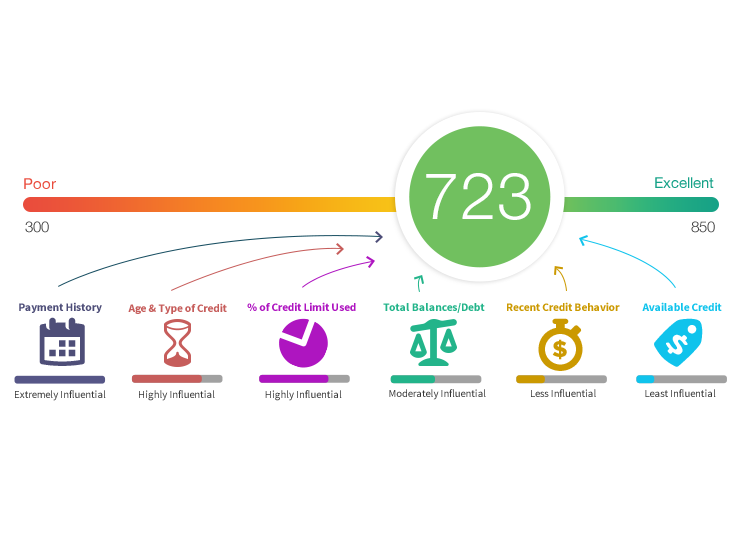 Poor
Excellent
723
300
850
Payment History
Age & Type of Credit
% of Credit Limit Used
Total Balances/Debt
Recent Credit Behavior
Available Credit
$
$
Extremely Influential
Highly Influential
Highly Influential
Moderately Influential
Less Influential
Least Influential